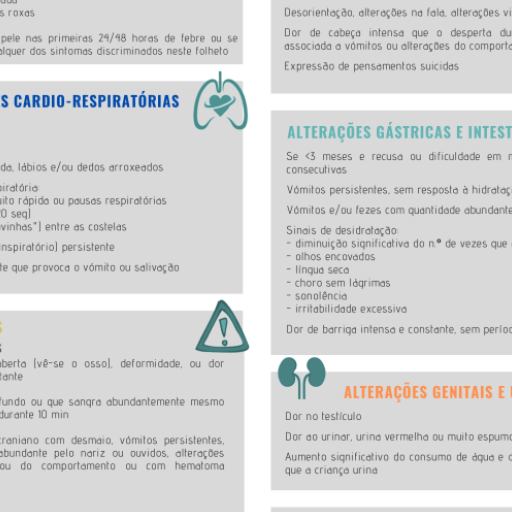 s roxas
pele nas primeiras 24/48 horas de febre ou se
alquer dos sintomas discriminados neste folheto
S CARDIO-RESPIRATÓRIAS
da, lábios e/ou dedos arroxeados
piratória
uito rápida ou pausas respiratórias
0 seg)
vinhas") entre as costelas
inspiratório) persistente
te que provoca o vómito ou salivação
S
s
berta (vê-se o osso), deformidade, ou dor
tante
fundo ou que sangra abundantemente mesmo
durante 10 min
craniano com desmaio, vómitos persistentes,
abundante pelo nariz ou ouvidos, alterações
ou do comportamento ou com hematoma
Desorientação, alterações na fala, alterações vi
Dor de cabeça intensa que o desperta du
associada a vómitos ou alterações do comporta
Expressão de pensamentos suicidas
ALTERAÇÕES GÁSTRICAS E INTEST
Se <3 meses e recusa ou dificuldade em m
consecutivas
Vómitos persistentes, sem resposta à hidrataç
Vómitos e/ou fezes com quantidade abundante
Sinais de desidratação:
- diminuição significativa do n.º de vezes que
- olhos encovados
- língua seca
- choro sem lágrimas
- sonolência
- irritabilidade excessiva
Dor de barriga intensa e constante, sem períod
ALTERAÇÕES GENITAIS E
Dor no testículo
Dor ao urinar, urina vermelha ou muito espumo
Aumento significativo do consumo de água e
que a criança urina